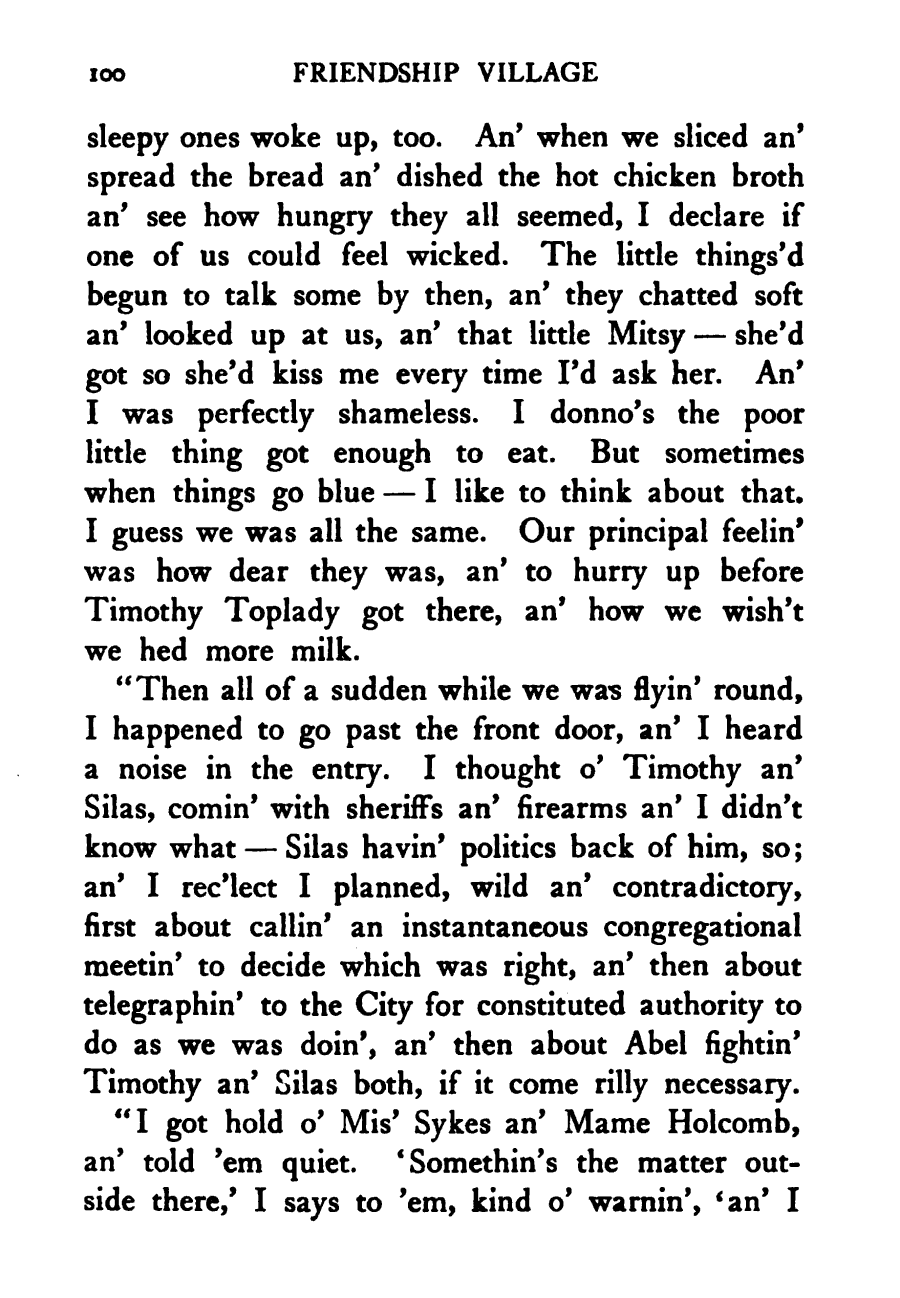 100 FRIENDSHIP VILLAGE
sleepy ones woke up, too. An' when we sliced an'
spread the bread an' dished the hot chicken broth
an' see how hungry they all seemed, I declare if
one of us could feel wicked. The little things'd
begun to talk some by then, an' they chatted soft
an' looked up at us, an' that little Mitsy — she'd
got so she'd kiss me every time I'd ask her. An'
I was perfectly shameless. I donno's the poor
little thing got enough to eat. But sometimes
when things go blue — I like to think about that.
I guess we was all the same. Our principal feelin'
was how dear they was, an' to hurry up before
Timothy Toplady got there, an' how we wish't
we hed more milk.
"Then all of a sudden while we was flyin' round,
I happened to go past the front door, an' I heard
a noise in the entry. I thought o' Timothy an'
Silas, comin' with sheriffs an' firearms an' I didn't
know what — Silas havin' politics back of him, so;
an' I rec'lect I planned, wild an' contradictory,
first about callin' an instantaneous congregational
meetin' to decide which was right, an' then about
telegraphin' to the City for constituted authority to
do as we was doin', an' then about Abel fightin'
Timothy an' Silas both, if it come rilly necessary.
"I got hold o' Mis' Sykes an' Mame Holcomb,
an' told 'em quiet. 'Somethin's the matter out-
side there,' I says to 'em, kind o' warnin', 'an' I